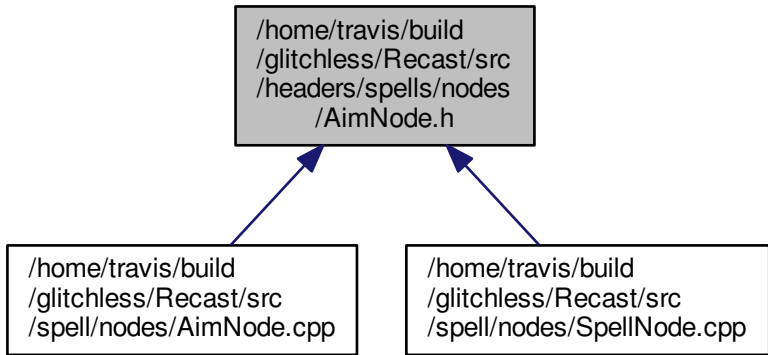 /home/travis/build
/glitchless/Recast/src
/headers/spells/nodes
/AimNode.h
/home/travis/build
/glitchless/Recast/src
/spell/nodes/AimNode.cpp
/home/travis/build
/glitchless/Recast/src
/spell/nodes/SpellNode.cpp